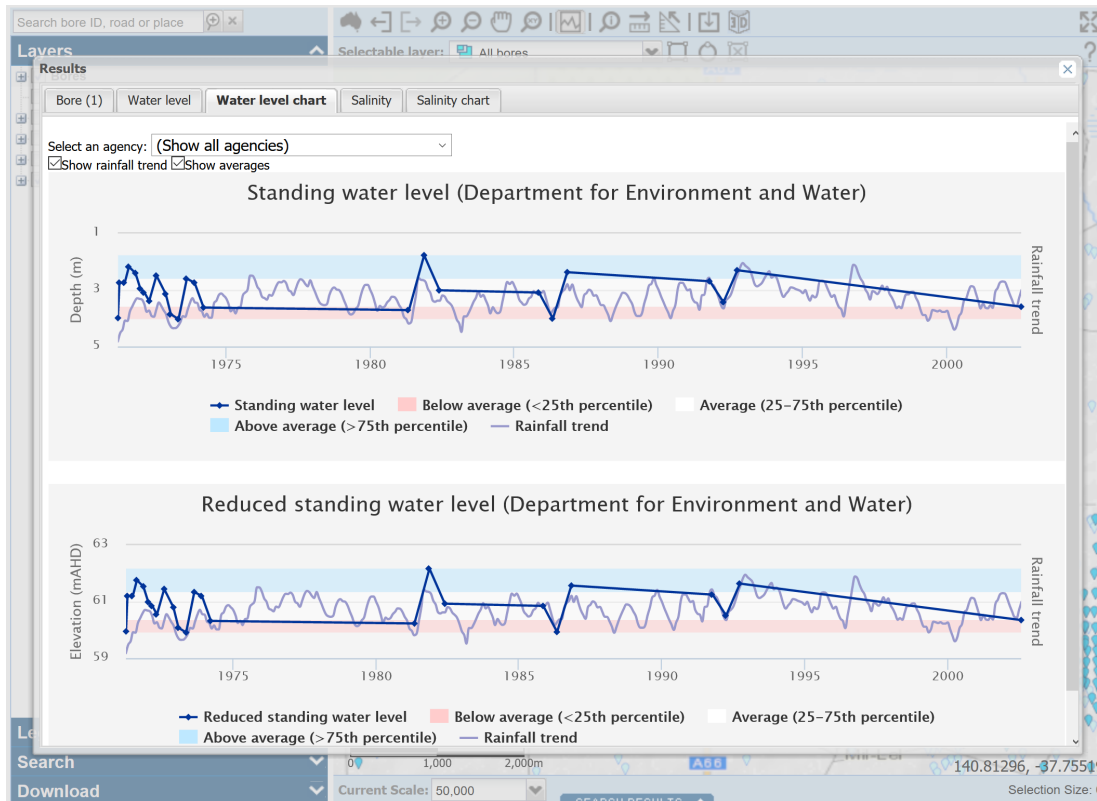 Search bore ID, road or place
Layers
Selectable layer: All bores
Results
Bores
Bore (1) Water level Water level chart Salinity Salinity chart
Select an agency: (Show all agencies)
Show rainfall trend Show averages
Standing water level (Department for Environment and Water)
Depth (m)
1
3
5
1975 1980 1985 1990 1995 2000
Rainfall trend
Standing water level Below average (<25th percentile) Average (25-75th percentile)
Above average (>75th percentile) Rainfall trend
Reduced standing water level (Department for Environment and Water)
Elevation (mAHD)
63
61
59
1975 1980 1985 1990 1995 2000
Rainfall trend
Reduced standing water level Below average (<25th percentile) Average (25-75th percentile)
Above average (>75th percentile) Rainfall trend
Le
Search
Download
0 1,000 2,000m
A66
140.81296, -37.7551
Current Scale: 50,000
SEARCH RESULTS
Selection Size: